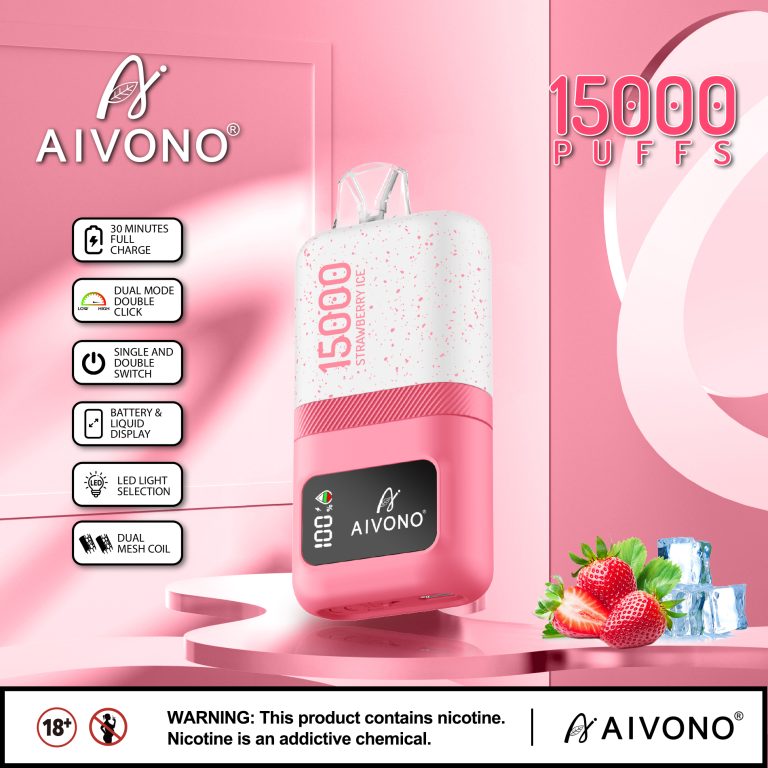 AIVONO®
15000
PUFFS
30 MINUTES
FULL
CHARGE
LOW HIGH
DUAL MODE
DOUBLE
CLICK
SINGLE AND
DOUBLE
SWITCH
BATTERY &
LIQUID
DISPLAY
LED
LED LIGHT
SELECTION
DUAL
MESH COIL
15000
STRAWBERRY ICE
100%
AIVONO®
18+
WARNING: This product contains nicotine.
Nicotine is an addictive chemical.
AIVONO®